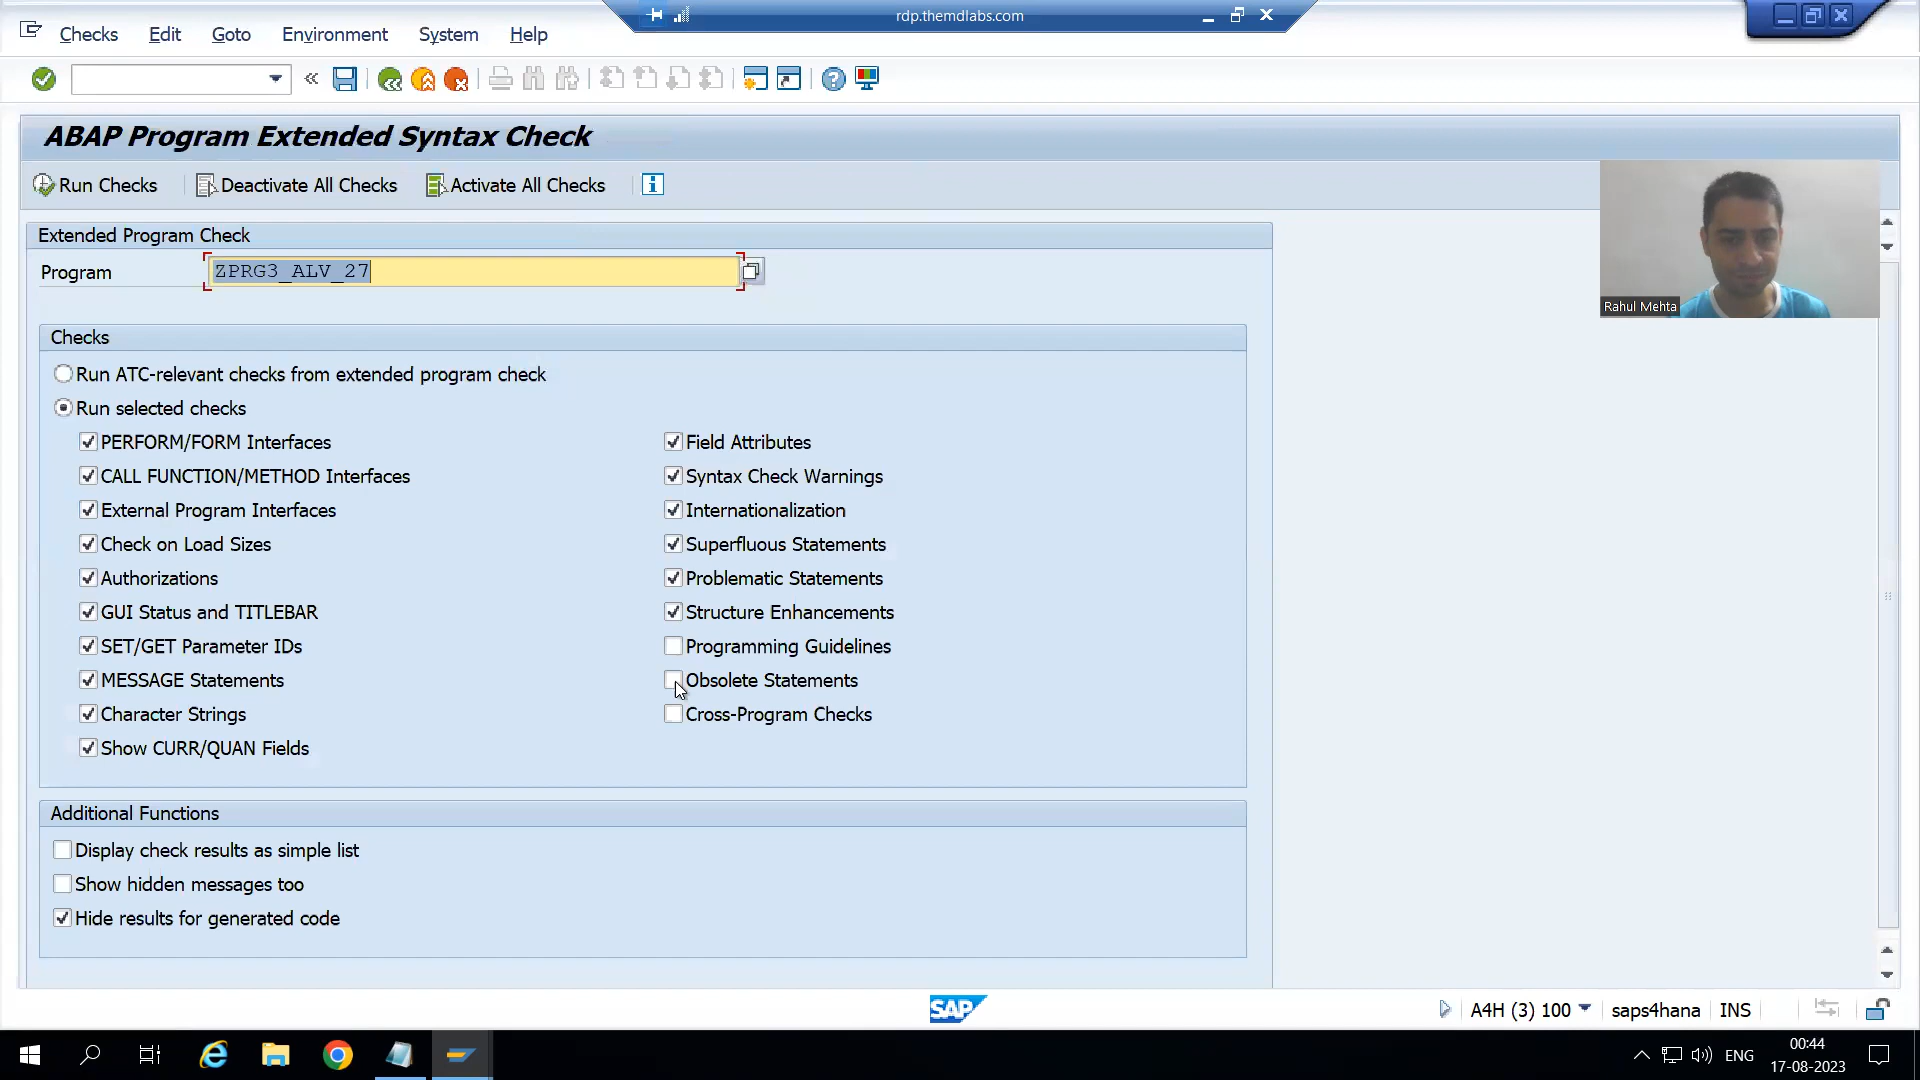 rdp.themdlabs.com
Checks Edit Goto Environment System Help
ABAP Program Extended Syntax Check
Run Checks Deactivate All Checks Activate All Checks
Extended Program Check
Program ZPRG3_ALV_27
Rahul Mehta
Checks
Run ATC-relevant checks from extended program check
Run selected checks
PERFORM/FORM Interfaces Field Attributes
CALL FUNCTION/METHOD Interfaces Syntax Check Warnings
External Program Interfaces Internationalization
Check on Load Sizes Superfluous Statements
Authorizations Problematic Statements
GUI Status and TITLEBAR Structure Enhancements
SET/GET Parameter IDs Programming Guidelines
MESSAGE Statements Obsolete Statements
Character Strings Cross-Program Checks
Show CURR/QUAN Fields
Additional Functions
Display check results as simple list
Show hidden messages too
Hide results for generated code
SAP A4H (3) 100 saps4hana INS
ENG 00:44
17-08-2023